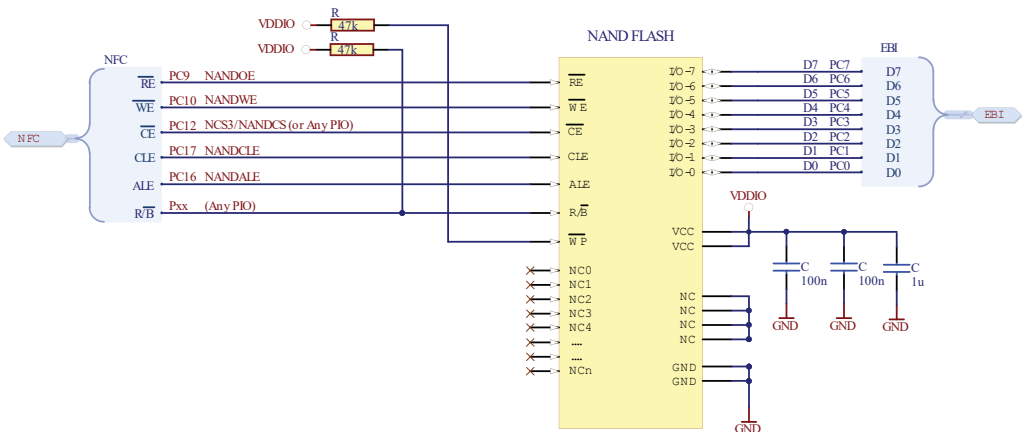 R
VDDIO
47k
R
VDDIO
47k
NAND FLASH
NFC
EBI
NFC
RE PC9 NANDOE RE
WE PC10 NANDWE WE
CE PC12 NCS3/NANDCS (or Any PIO) CE
CLE PC17 NANDCLE CLE
ALE PC16 NANDALE ALE
R/B Pxx (Any PIO) R/B
WP
NC0
NC1
NC2
NC3
NC4
....
....
NCn
I/O-7 D7 PC7 D7
I/O-6 D6 PC6 D6
I/O-5 D5 PC5 D5
I/O-4 D4 PC4 D4
I/O-3 D3 PC3 D3
I/O-2 D2 PC2 D2
I/O-1 D1 PC1 D1
I/O-0 D0 PC0 D0
EBI
VDDIO
VCC
VCC
C
100n
C
100n
C
1u
GND
GND
GND
NC
NC
NC
NC
GND
GND
GND